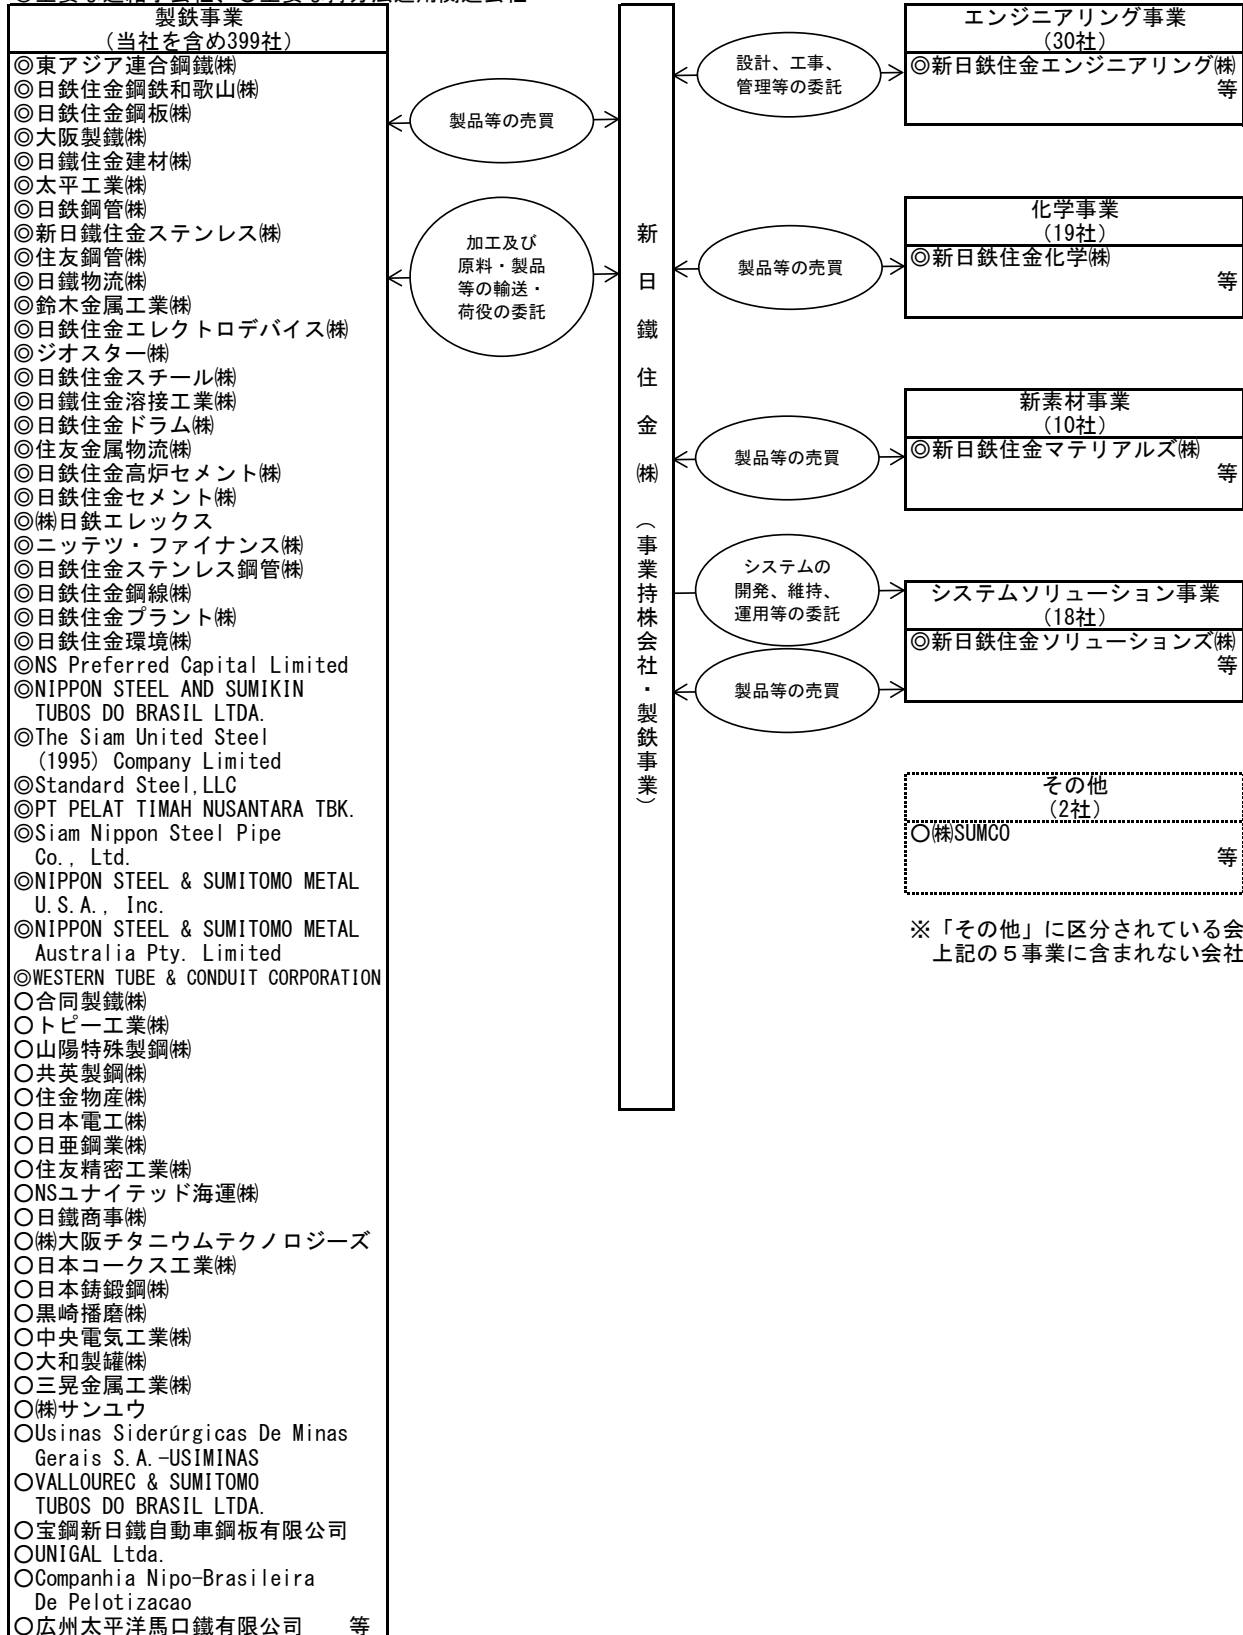 ◎主要な連結子会社、○主要な持分法適用関連会社
製鉄事業
（当社を含め399社）
◎東アジア連合鋼鐵㈱
◎日鉄住金鋼鉄和歌山㈱
◎日鉄住金鋼板㈱
◎大阪製鐵㈱
◎日鐵住金建材㈱
◎太平工業㈱
◎日鉄鋼管㈱
◎新日鐵住金ステンレス㈱
◎住友鋼管㈱
◎日鐵物流㈱
◎鈴木金属工業㈱
◎日鉄住金エレクトロデバイス㈱
◎ジオスター㈱
◎日鉄住金スチール㈱
◎日鐵住金溶接工業㈱
◎日鉄住金ドラム㈱
◎住友金属物流㈱
◎日鉄住金高炉セメント㈱
◎日鉄住金セメント㈱
◎㈱日鉄エレックス
◎ニッテツ・ファイナンス㈱
◎日鉄住金ステンレス鋼管㈱
◎日鉄住金鋼線㈱
◎日鉄住金プラント㈱
◎日鉄住金環境㈱
◎NS Preferred Capital Limited
◎NIPPON STEEL AND SUMIKIN
TUBOS DO BRASIL LTDA.
◎The Siam United Steel
(1995) Company Limited
◎Standard Steel,LLC
◎PT PELAT TIMAH NUSANTARA TBK.
◎Siam Nippon Steel Pipe
Co., Ltd.
◎NIPPON STEEL & SUMITOMO METAL
U.S.A., Inc.
◎NIPPON STEEL & SUMITOMO METAL
Australia Pty. Limited
◎WESTERN TUBE & CONDUIT CORPORATION
○合同製鐵㈱
○トピー工業㈱
○山陽特殊製鋼㈱
○共英製鋼㈱
○住金物産㈱
○日本電工㈱
○日亜鋼業㈱
○住友精密工業㈱
○NSユナイテッド海運㈱
○日鐵商事㈱
○㈱大阪チタニウムテクノロジーズ
○日本コークス工業㈱
○日本鋳鍛鋼㈱
○黒崎播磨㈱
○中央電気工業㈱
○大和製罐㈱
○三晃金属工業㈱
○㈱サンユウ
○Usinas Siderúrgicas De Minas
Gerais S.A.-USIMINAS
○VALLOUREC & SUMITOMO
TUBOS DO BRASIL LTDA.
○宝鋼新日鐵自動車鋼板有限公司
○UNIGAL Ltda.
○Companhia Nipo-Brasileira
De Pelotizacao
○広州太平洋馬口鐵有限公司　等
製品等の売買
加工及び
原料・製品
等の輸送・
荷役の委託
新日鐵住金㈱（事業持株会社・製鉄事業）
設計、工事、
管理等の委託
製品等の売買
製品等の売買
システムの
開発、維持、
運用等の委託
製品等の売買
エンジニアリング事業
（30社）
◎新日鉄住金エンジニアリング㈱
等
化学事業
（19社）
◎新日鉄住金化学㈱
等
新素材事業
（10社）
◎新日鉄住金マテリアルズ㈱
等
システムソリューション事業
（18社）
◎新日鉄住金ソリューションズ㈱
等
その他
（2社）
○㈱SUMCO
等
※「その他」に区分されている会
上記の５事業に含まれない会社